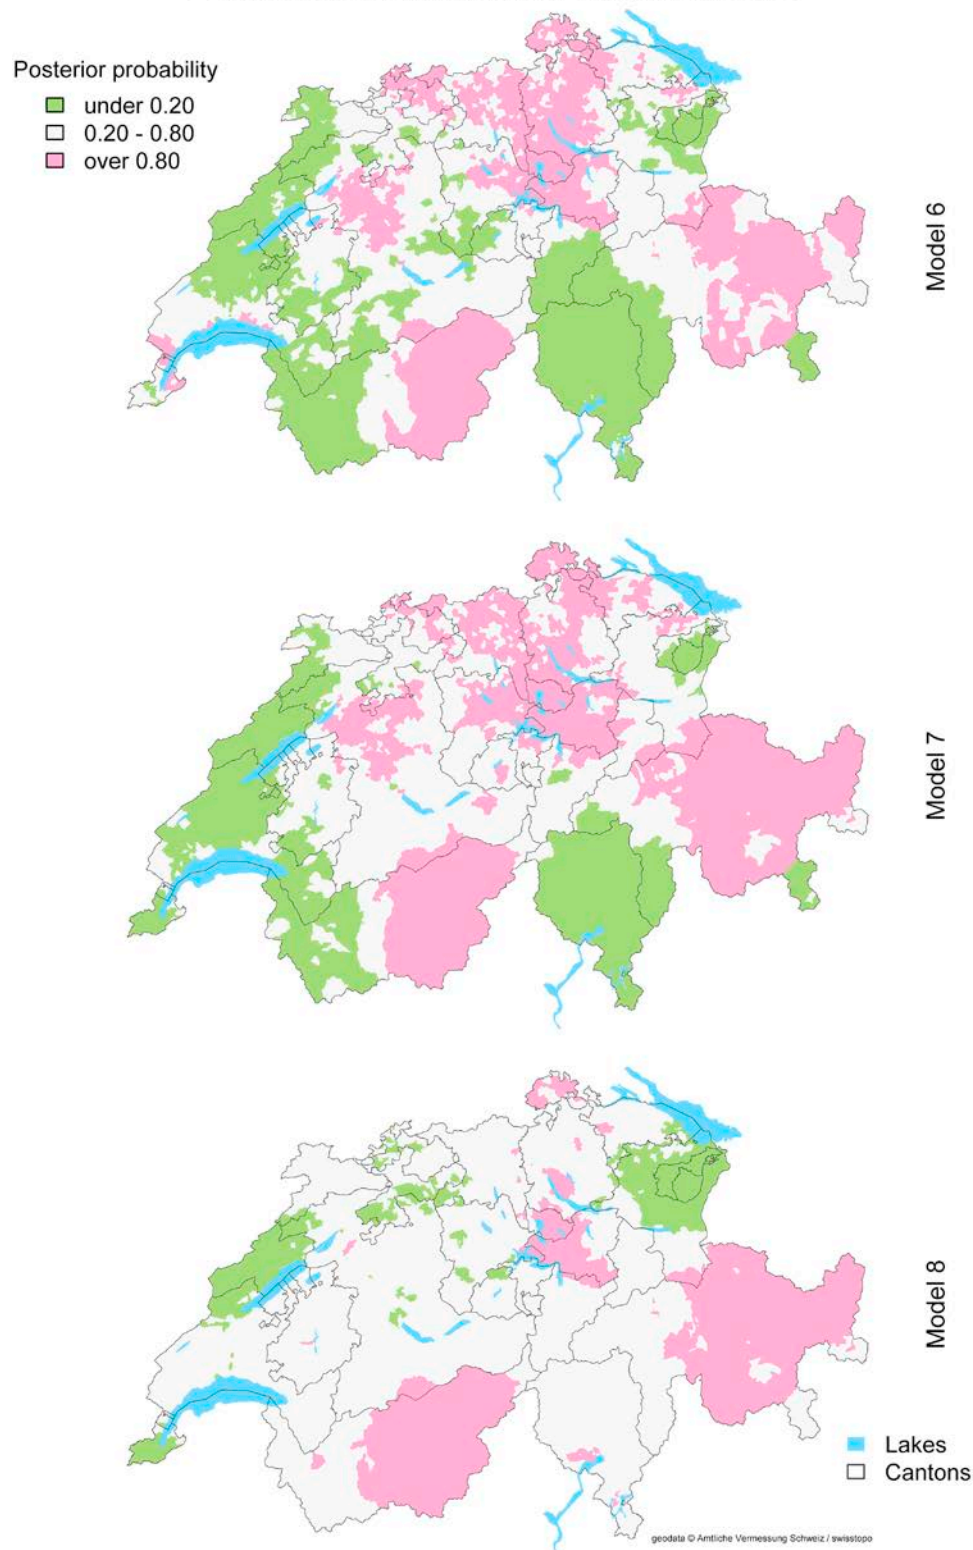 Posterior probability
under 0.20
0.20 - 0.80
over 0.80
Model 6
Model 7
Model 8
Lakes
Cantons
geodata © Amtliche Vermessung Schweiz / swisstopo